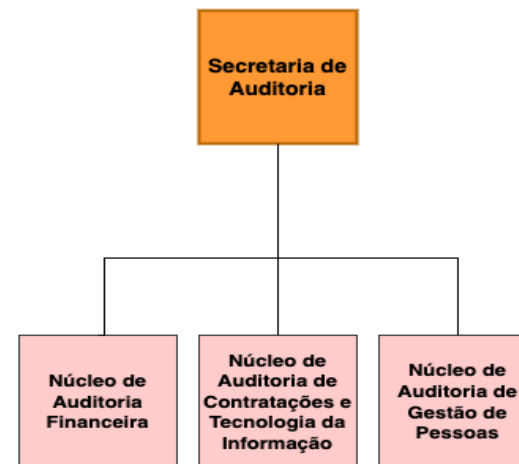 Secretaria de
Auditoria
Núcleo de
Auditoria
Financeira
Núcleo de
Auditoria de
Contratações e
Tecnologia da
Informação
Núcleo de
Auditoria de
Gestão de
Pessoas